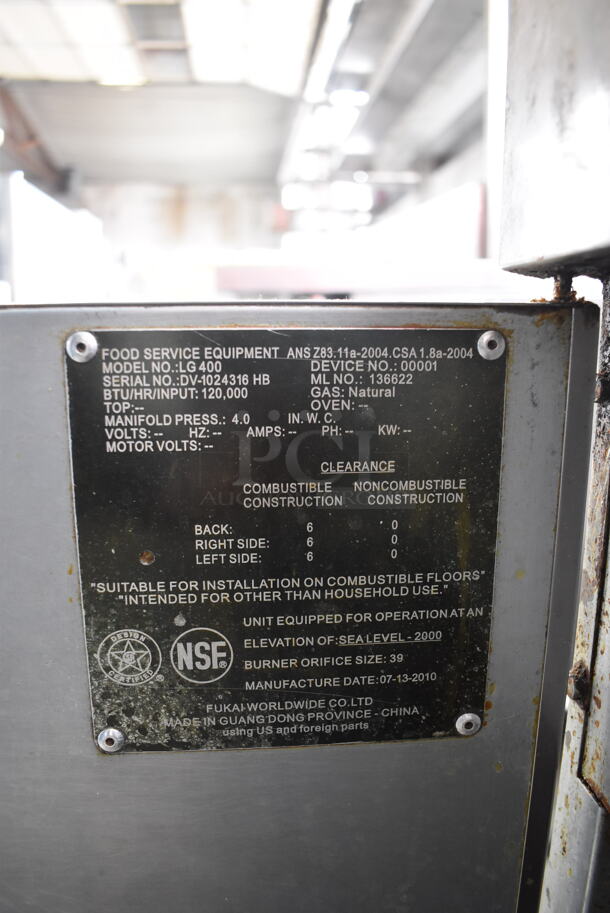 FOOD SERVICE EQUIPMENT ANS Z83.11a-2004.CSA 1.8a-2004
MODEL NO.:LG 400 DEVICE NO.: 00001
SERIAL NO.:DV-1024316 HB ML NO.: 136622
BTU/HR/INPUT: 120,000 GAS: Natural
TOP:-- OVEN: --
MANIFOLD PRESS.: 4.0 IN. W. C.
VOLTS: -- HZ: -- AMPS: -- PH: -- KW: --
MOTOR VOLTS: --
CLEARANCE
COMBUSTIBLE NONCOMBUSTIBLE
CONSTRUCTION CONSTRUCTION
BACK: 6 0
RIGHT SIDE: 6 0
LEFT SIDE: 6 0
"SUITABLE FOR INSTALLATION ON COMBUSTIBLE FLOORS"
"INTENDED FOR OTHER THAN HOUSEHOLD USE."
UNIT EQUIPPED FOR OPERATION AT AN
ELEVATION OF: SEA LEVEL - 2000
BURNER ORIFICE SIZE: 39
MANUFACTURE DATE: 07-13-2010
DESIGN
CERTIFIED
NSF
FUKAI WORLDWIDE CO.LTD
MADE IN GUANG DONG PROVINCE - CHINA
using US and foreign parts
PCI